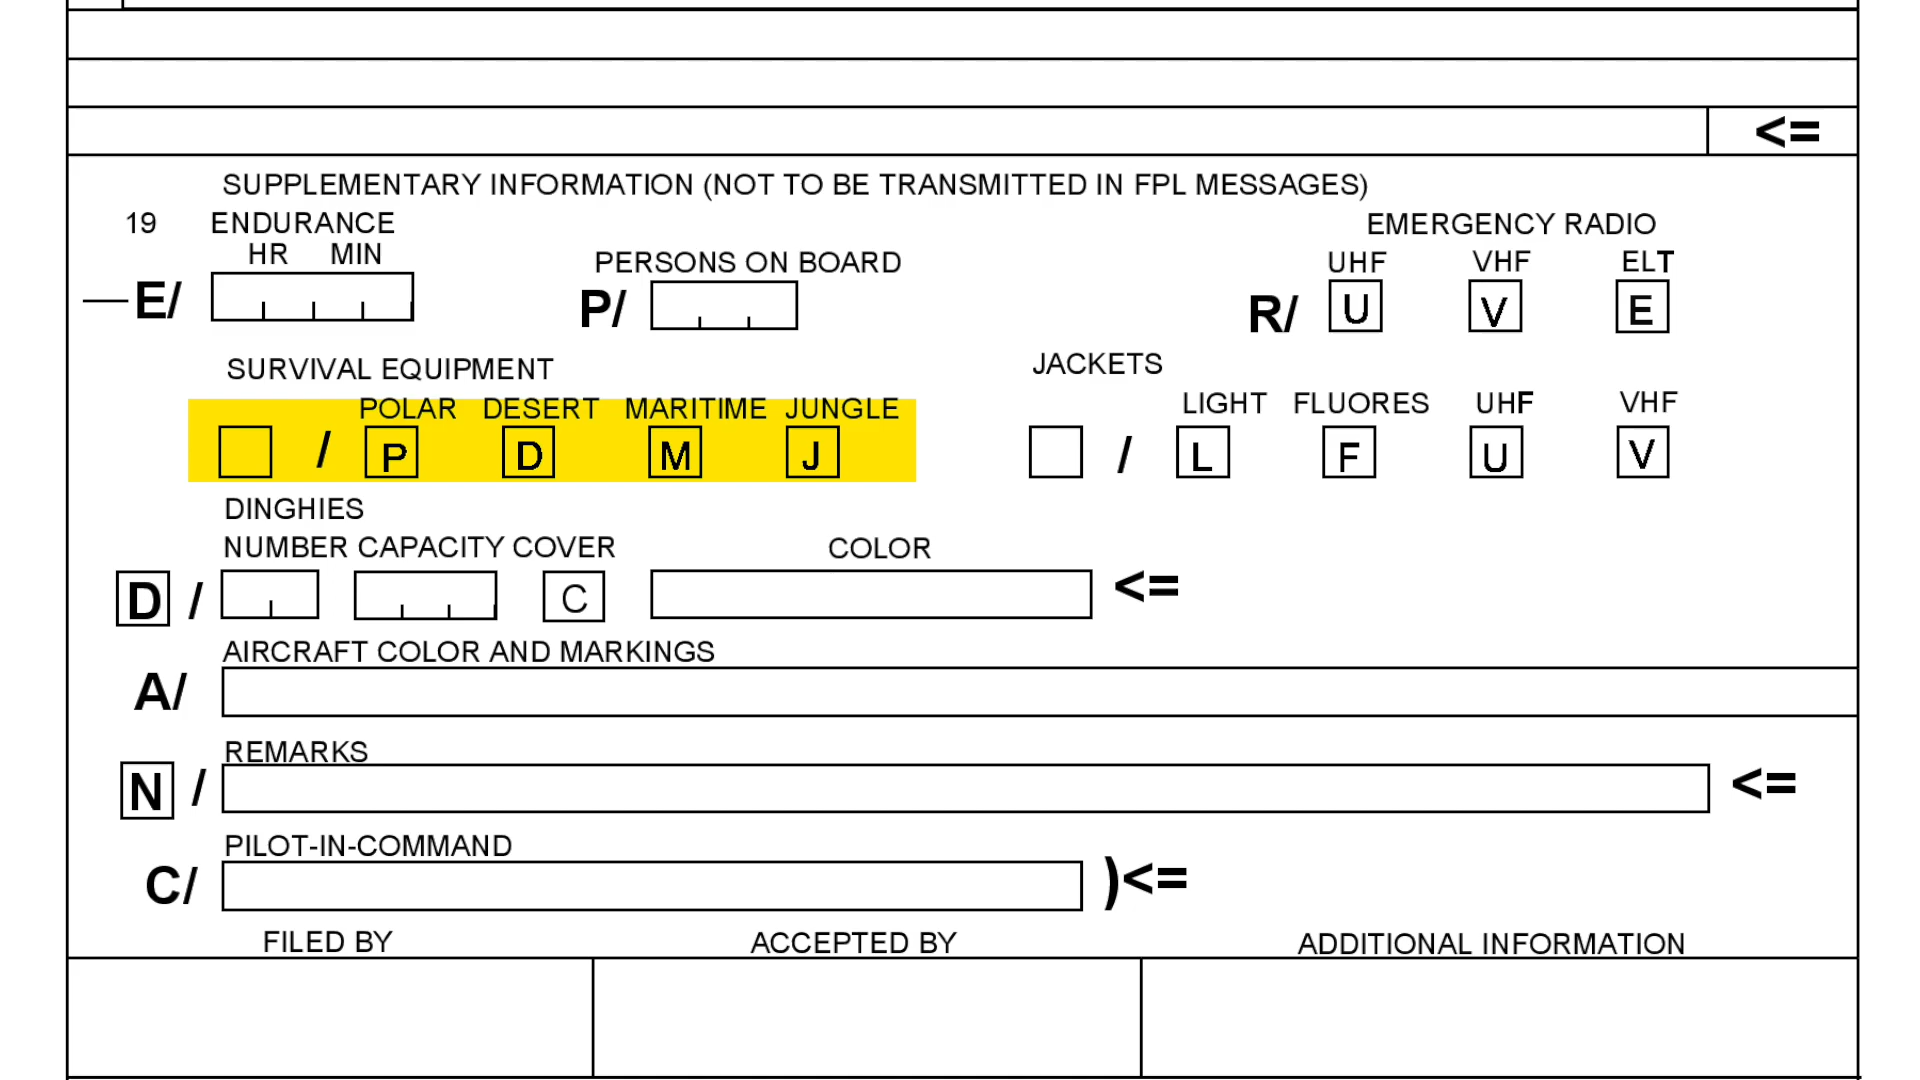 <=
SUPPLEMENTARY INFORMATION (NOT TO BE TRANSMITTED IN FPL MESSAGES)
19 ENDURANCE EMERGENCY RADIO
HR MIN PERSONS ON BOARD UHF VHF ELT
—E/ P/ R/ U V E
SURVIVAL EQUIPMENT JACKETS
POLAR DESERT MARITIME JUNGLE LIGHT FLUORES UHF VHF
/ P D M J / L F U V
DINGHIES
NUMBER CAPACITY COVER COLOR
D / C <=
AIRCRAFT COLOR AND MARKINGS
A/
REMARKS
N / <=
PILOT-IN-COMMAND
C/ )<=
FILED BY ACCEPTED BY ADDITIONAL INFORMATION